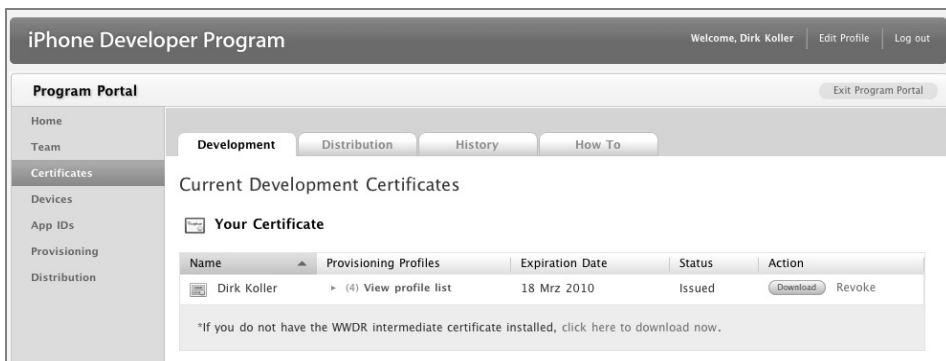 iPhone Developer Program
Welcome, Dirk Koller Edit Profile Log out
Program Portal
Exit Program Portal
Home
Team
Certificates
Devices
App IDs
Provisioning
Distribution
Development Distribution History How To
Current Development Certificates
Your Certificate
Name Provisioning Profiles Expiration Date Status Action
Dirk Koller (4) View profile list 18 Mrz 2010 Issued Download Revoke
*If you do not have the WWDR intermediate certificate installed, click here to download now.